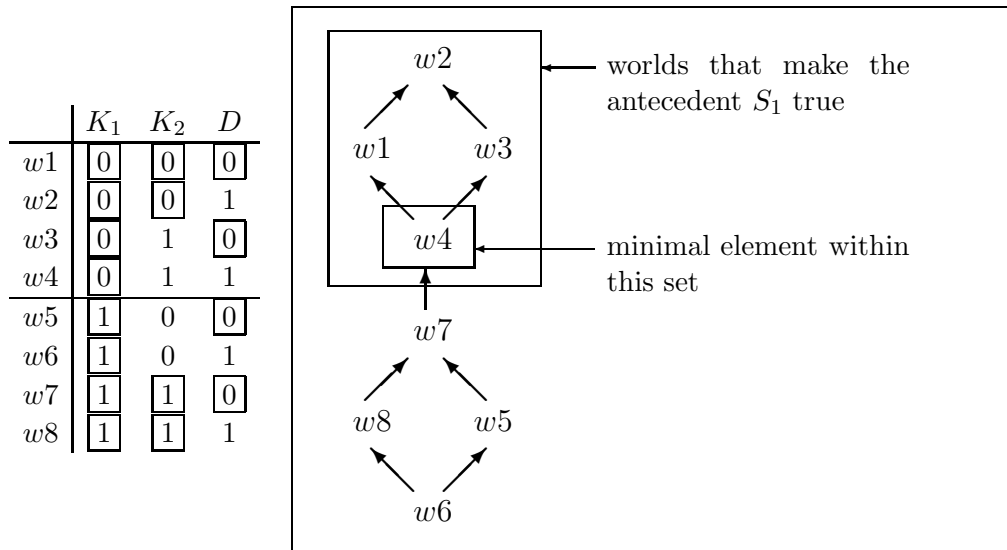 K₁ K₂ D
w1 0 0 0
w2 0 0 1
w3 0 1 0
w4 0 1 1
w5 1 0 0
w6 1 0 1
w7 1 1 0
w8 1 1 1
w2
w1 w3
w4
w7
w8 w5
w6
worlds that make the
antecedent S₁ true
minimal element within
this set